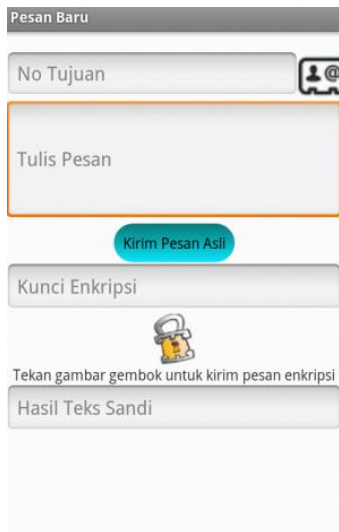 Pesan Baru
No Tujuan
Tulis Pesan
Kirim Pesan Asli
Kunci Enkripsi
Tekan gambar gembok untuk kirim pesan enkripsi
Hasil Teks Sandi